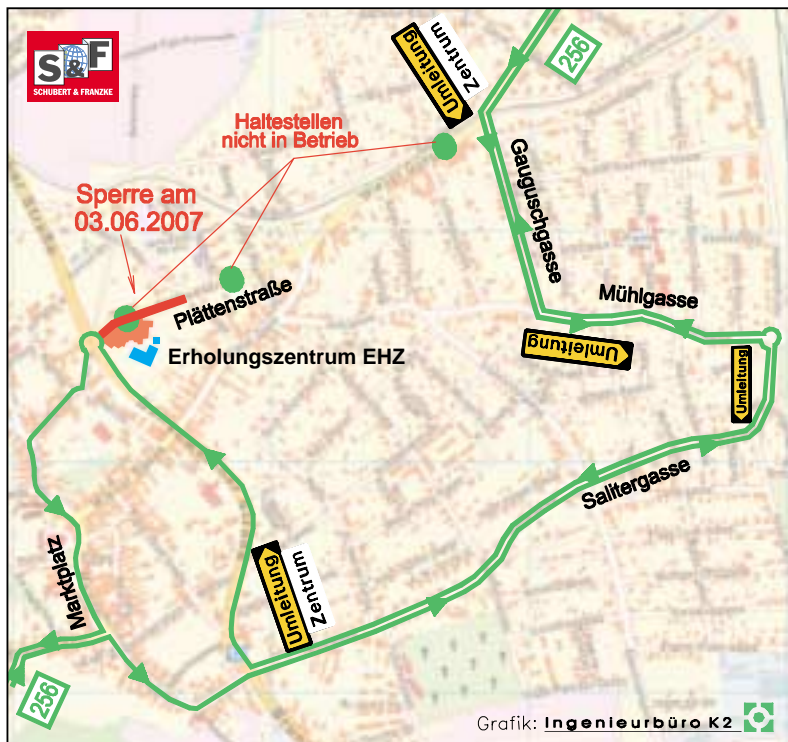 S&F
SCHUBERT & FRANZKE
256
Umleitung
Zentrum
Haltestellen
nicht in Betrieb
Sperre am
03.06.2007
Gauguschgasse
Plättenstraße
Mühlgasse
Umleitung
Erholungszentrum EHZ
Umleitung
Salitergasse
Marktplatz
Umleitung
Zentrum
256
Grafik: Ingenieurbüro K2